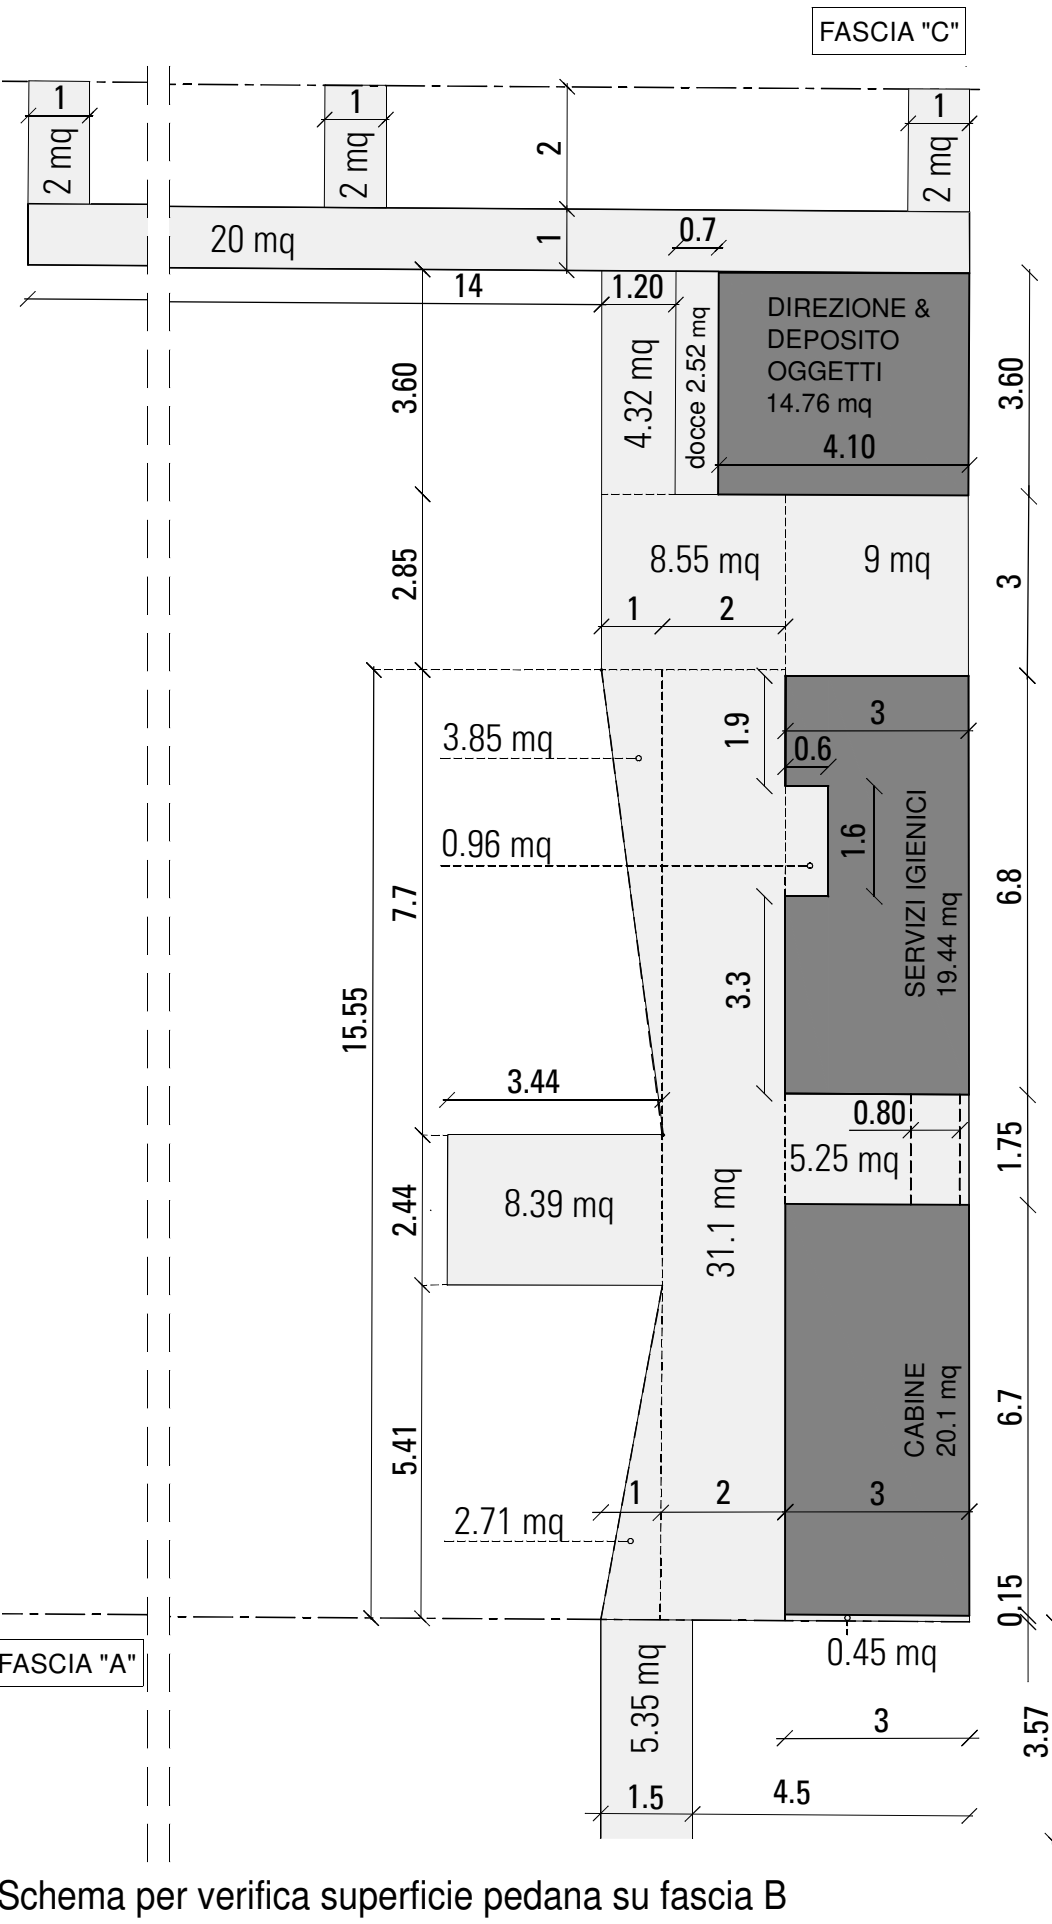 FASCIA "C"
1
1
1
2 mq
2 mq
2
2 mq
20 mq
1
0.7
14
1.20
3.60
4.32 mq
docce 2.52 mq
DIREZIONE &
DEPOSITO
OGGETTI
14.76 mq
4.10
3.60
2.85
8.55 mq
9 mq
3
1
2
3.85 mq
1.9
3
0.6
0.96 mq
1.6
SERVIZI IGIENICI
19.44 mq
6.8
7.7
3.3
15.55
3.44
0.80
5.25 mq
1.75
2.44
8.39 mq
31.1 mq
CABINE
20.1 mq
6.7
5.41
1
2
3
2.71 mq
0.15
FASCIA "A"
0.45 mq
5.35 mq
3
3.57
1.5
4.5
Schema per verifica superficie pedana su fascia B